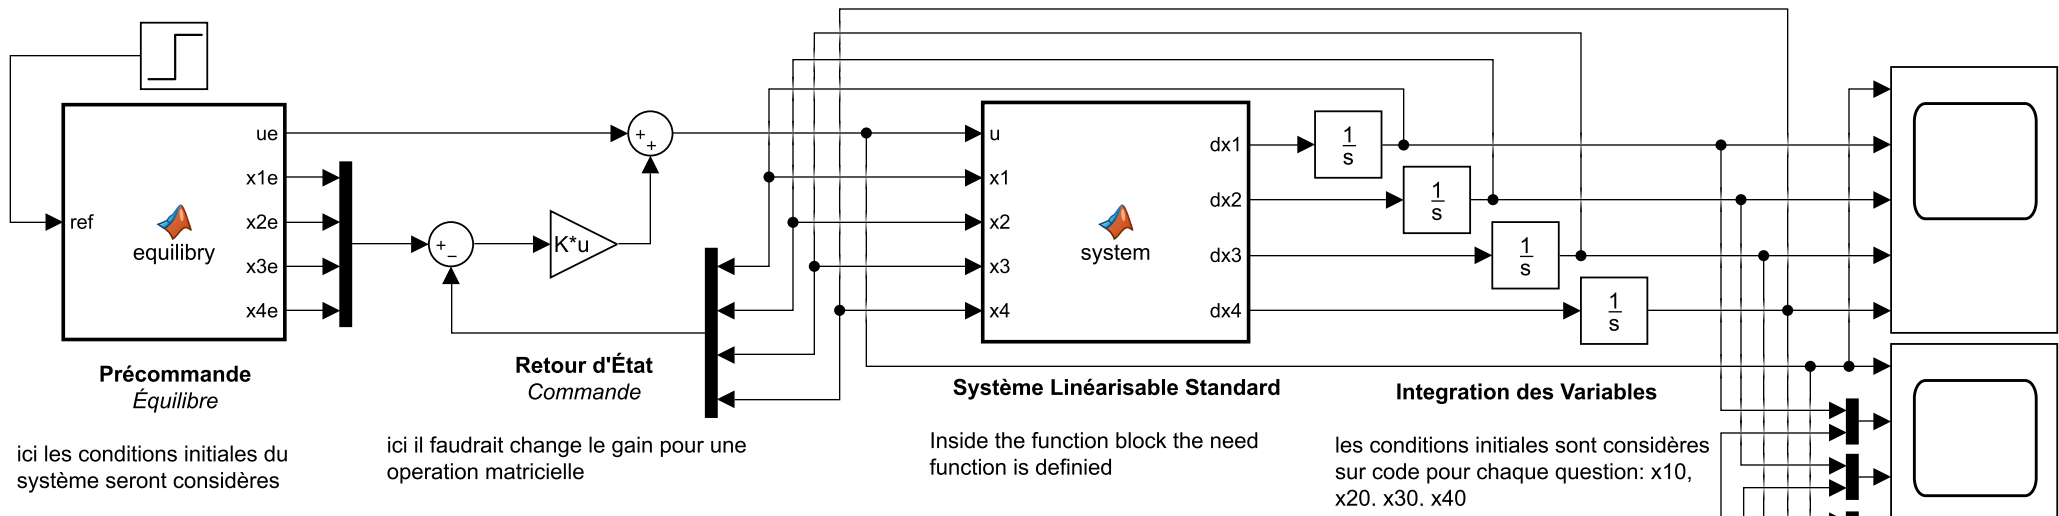 ue
x1e
x2e
x3e
x4e
ref
equilibry
Précommande
Équilibre
ici les conditions initiales du
système seront considères
+
−
K*u
+
+
Retour d'État
Commande
ici il faudrait change le gain pour une
operation matricielle
u
x1
x2
x3
x4
system
dx1
dx2
dx3
dx4
Système Linéarisable Standard
Inside the function block the need
function is definied
1
s
1
s
1
s
1
s
Integration des Variables
les conditions initiales sont considères
sur code pour chaque question: x10,
x20. x30. x40